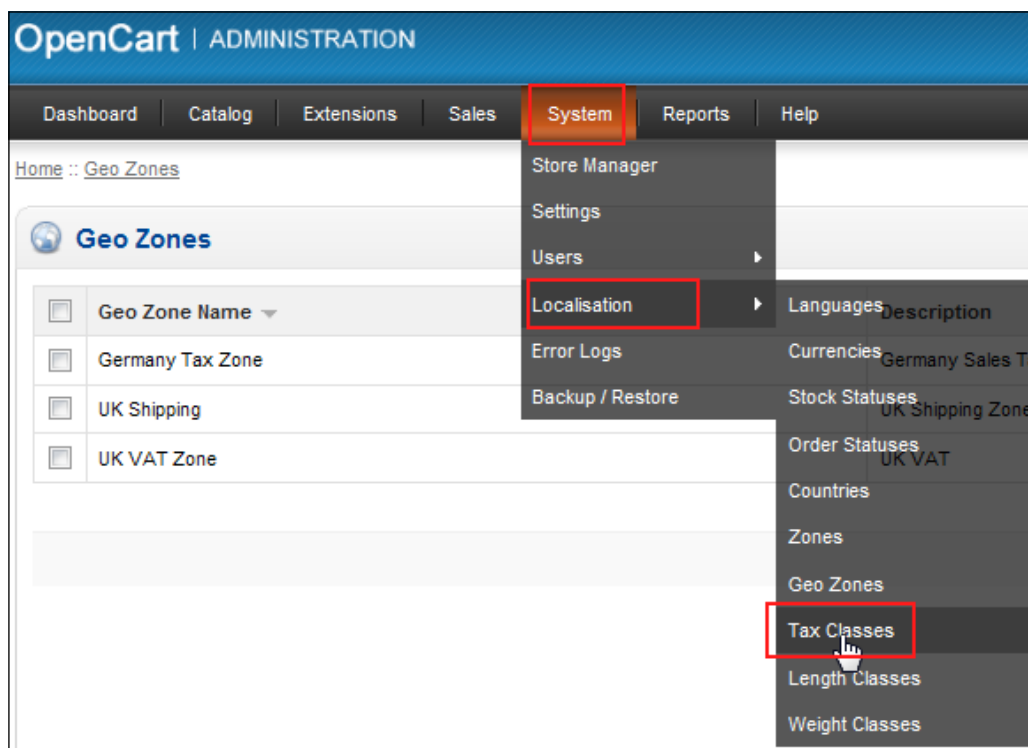 OpenCart | ADMINISTRATION
Dashboard Catalog Extensions Sales System Reports Help
Home :: Geo Zones
Store Manager
Settings
Users
Localisation
Error Logs
Backup / Restore
Geo Zones
Geo Zone Name Description
Germany Tax Zone Germany Sales T
UK Shipping UK Shipping Zone
UK VAT Zone UK VAT
Languages
Currencies
Stock Statuses
Order Statuses
Countries
Zones
Geo Zones
Tax Classes
Length Classes
Weight Classes